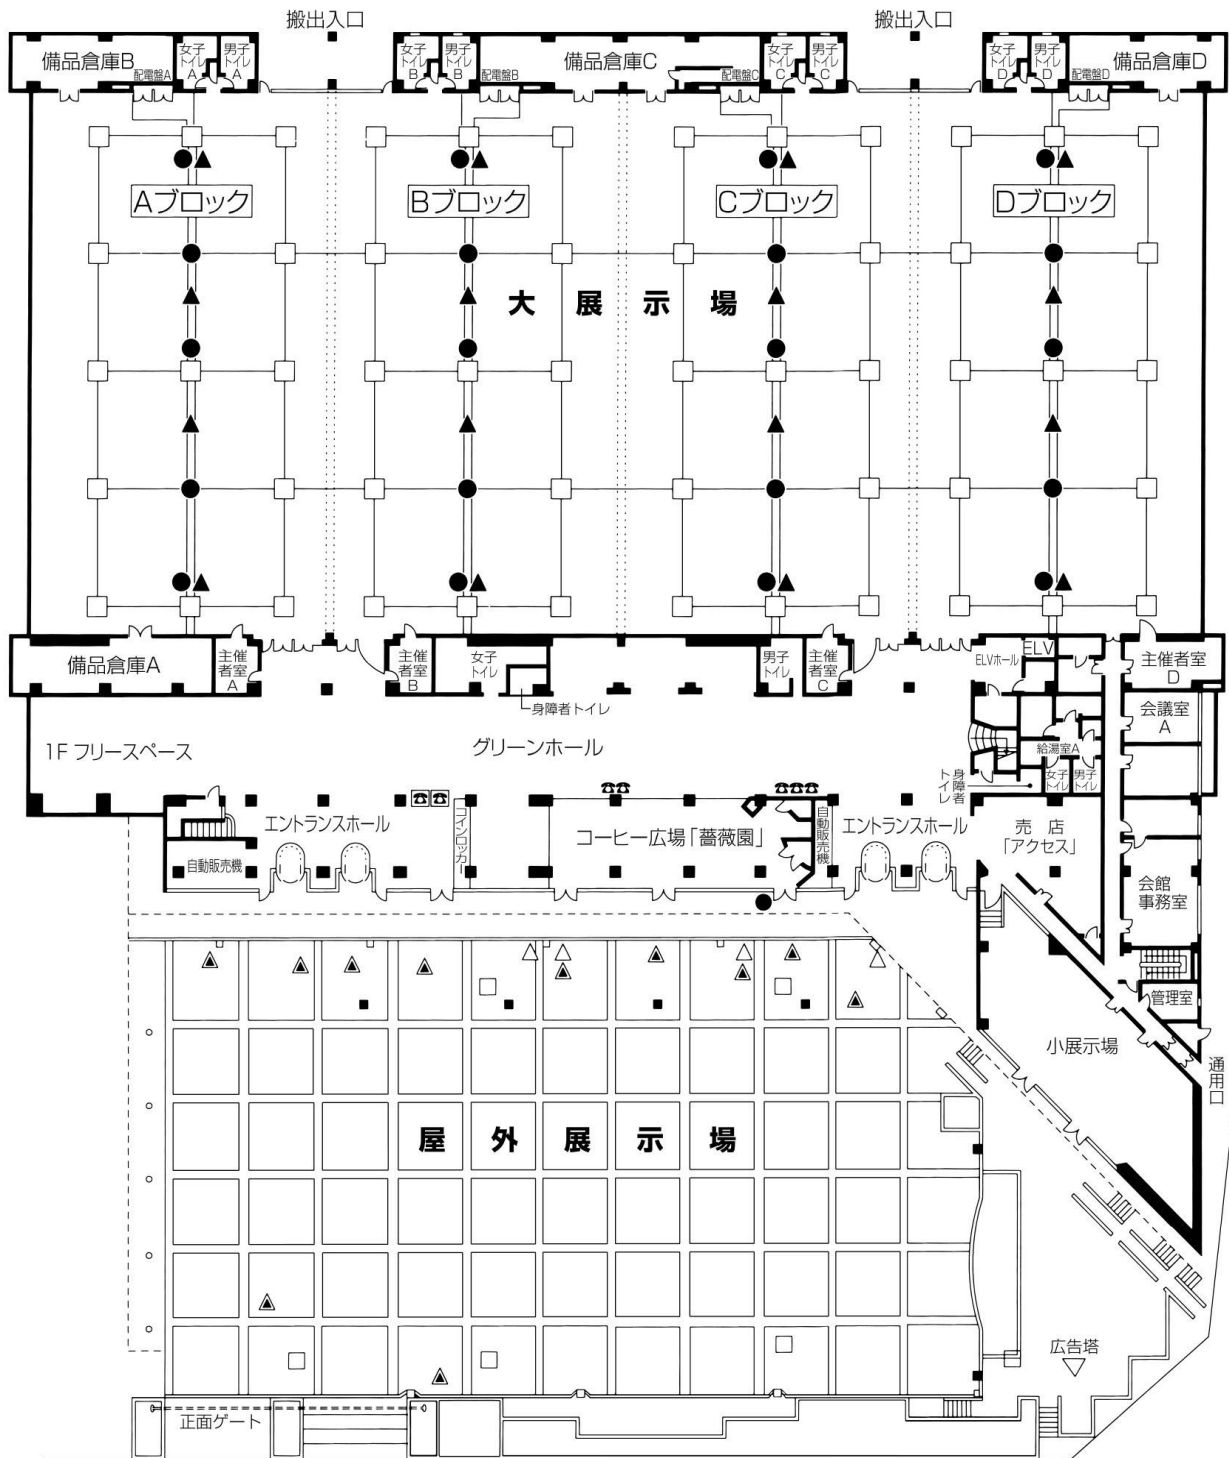 搬出入口
搬出入口
備品倉庫B
配電盤A
女子
トイレ
A
男子
トイレ
A
女子
トイレ
B
男子
トイレ
B
配電盤B
備品倉庫C
配電盤C
女子
トイレ
C
男子
トイレ
C
女子
トイレ
D
男子
トイレ
D
配電盤D
備品倉庫D
Aブロック
Bブロック
Cブロック
Dブロック
大展示場
備品倉庫A
主催
者室
A
主催
者室
B
女子
トイレ
身障者トイレ
男子
トイレ
主催
者室
C
ELVホール
ELV
主催者室
D
1F フリースペース
グリーンホール
給湯室A
会議室
A
身障者
トイレ
女子
トイレ
男子
トイレ
エントランスホール
コインロッカー
コーヒー広場「薔薇園」
自動販売機
エントランスホール
売店
「アクセス」
自動販売機
会館
事務室
管理室
小展示場
通用口
屋外展示場
広告塔
正面ゲート